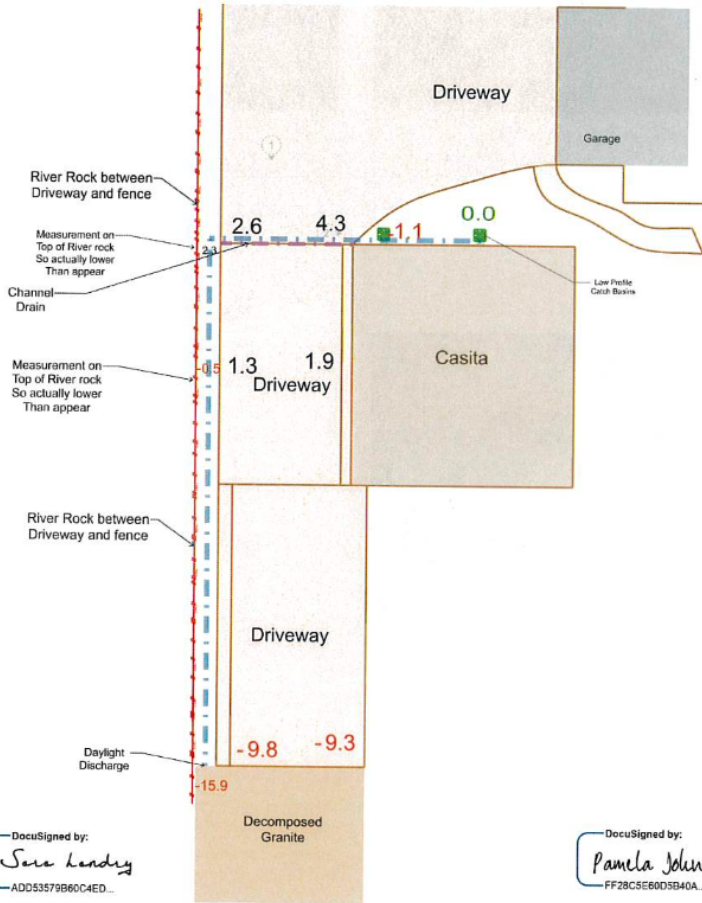 Driveway
Garage
1
River Rock between
Driveway and fence
0.0
2.6
4.3
-1.1
Measurement on
Top of River rock
So actually lower
Than appear
2.3
Channel
Drain
Law Profile
Catch Basins
Measurement on
Top of River rock
So actually lower
Than appear
-0.5
1.3
1.9
Driveway
Casita
River Rock between
Driveway and fence
Driveway
-9.8
-9.3
Daylight
Discharge
-15.9
Decomposed
Granite
DocuSigned by:
Sara Landry
ADD53579B60C4ED...
DocuSigned by:
Pamela John
FF28C5E60D5B40A...